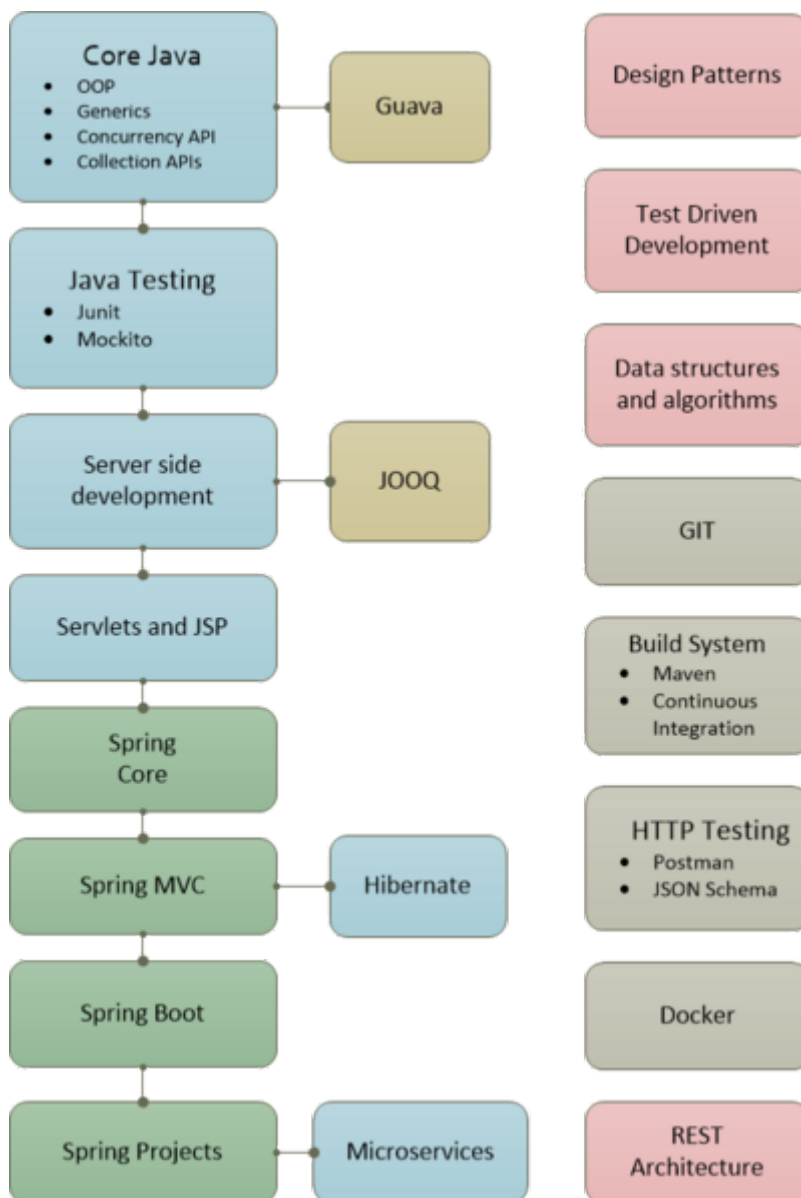 Core Java
• OOP
• Generics
• Concurrency API
• Collection APIs
Guava
Java Testing
• Junit
• Mockito
Server side
development
JOOQ
Servlets and JSP
Spring
Core
Spring MVC
Hibernate
Spring Boot
Spring Projects
Microservices
Design Patterns
Test Driven
Development
Data structures
and algorithms
GIT
Build System
• Maven
• Continuous
Integration
HTTP Testing
• Postman
• JSON Schema
Docker
REST
Architecture